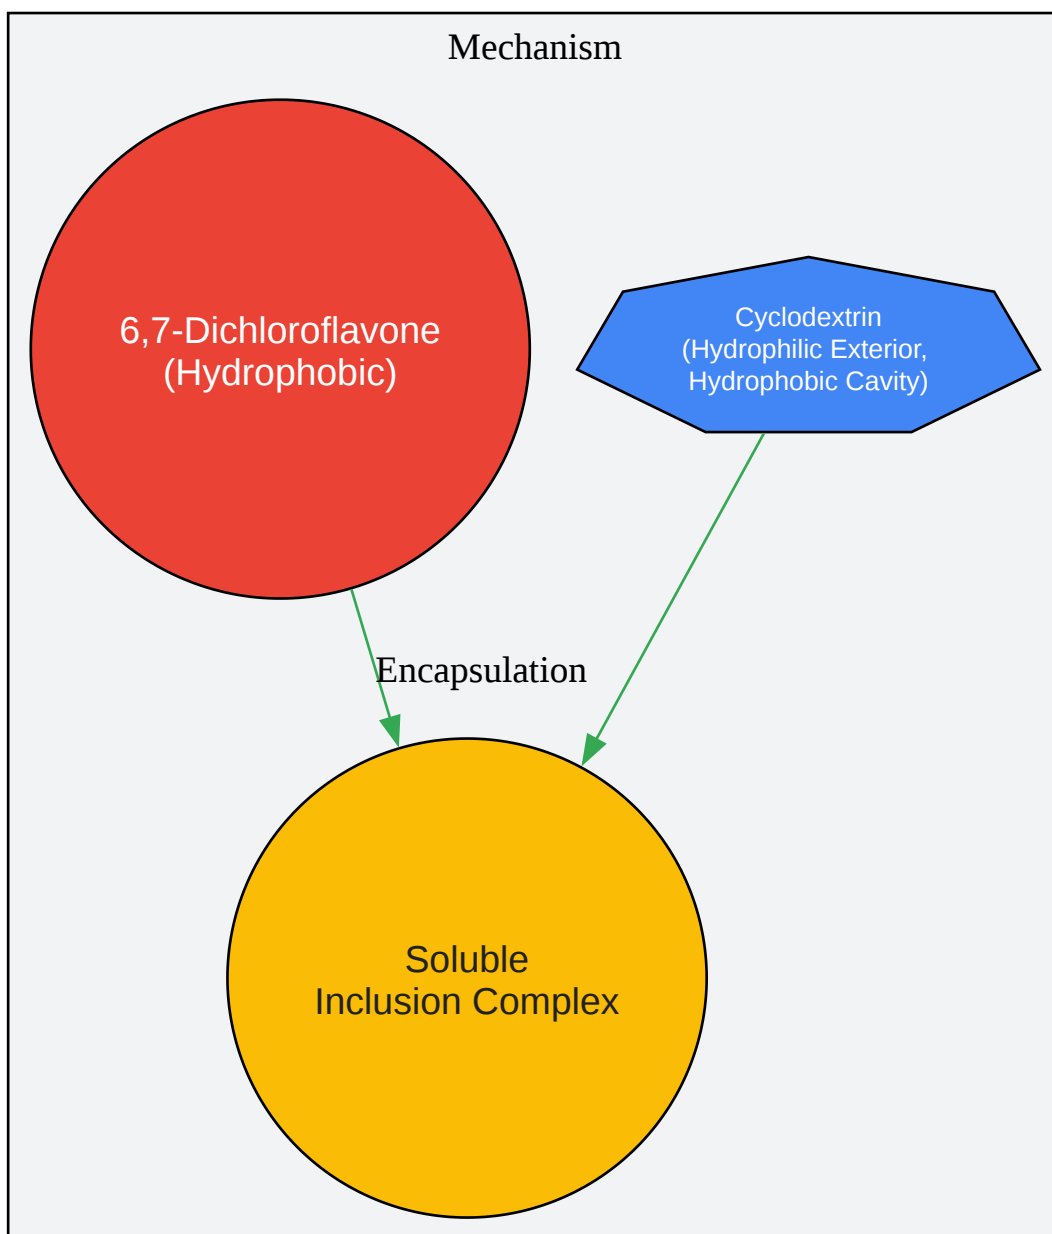 Mechanism
6,7-Dichloroflavone
(Hydrophobic)
Cyclodextrin
(Hydrophilic Exterior,
Hydrophobic Cavity)
Encapsulation
Soluble
Inclusion Complex